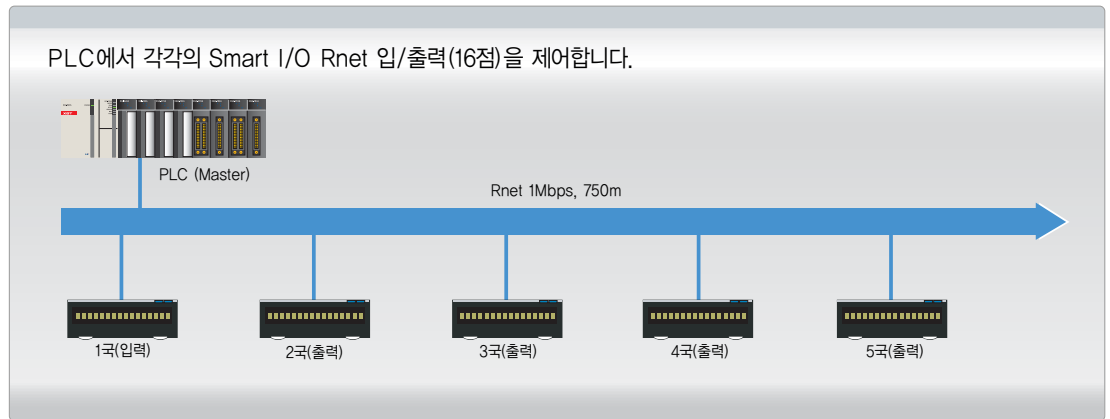 PLC에서 각각의 Smart I/O Rnet 입/출력(16점)을 제어합니다.
PLC (Master)
Rnet 1Mbps, 750m
1국(입력)
2국(출력)
3국(출력)
4국(출력)
5국(출력)